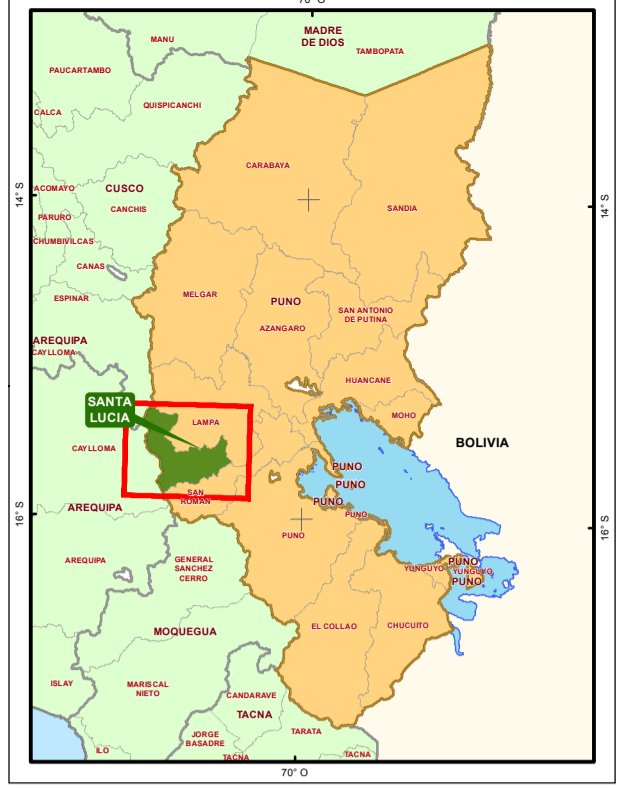 70° O
MADRE
DE DIOS
MANU
TAMBOPATA
PAUCARTAMBO
QUISPICANCHI
CALCA
CARABAYA
14° S
14° S
ACOMAYO
CUSCO
CANCHIS
SANDIA
PARURO
CHUMBIVILCAS
CANAS
ESPINAR
MELGAR
PUNO
SAN ANTONIO
DE PUTINA
AZANGARO
AREQUIPA
CAYLLOMA
HUANCANE
SANTA
LUCIA
LAMPA
MOHO
CAYLLOMA
BOLIVIA
PUNO
PUNO
SAN
ROMAN
PUNO
AREQUIPA
PUNO
16° S
16° S
PUNO
AREQUIPA
GENERAL
SANCHEZ
CERRO
YUNGUYO
PUNO
YUNGUYO
PUNO
MOQUEGUA
EL COLLAO
CHUCUITO
ISLAY
MARISCAL
NIETO
CANDARAVE
TACNA
JORGE
BASADRE
TARATA
ILO
TACNA
TACNA
70° O